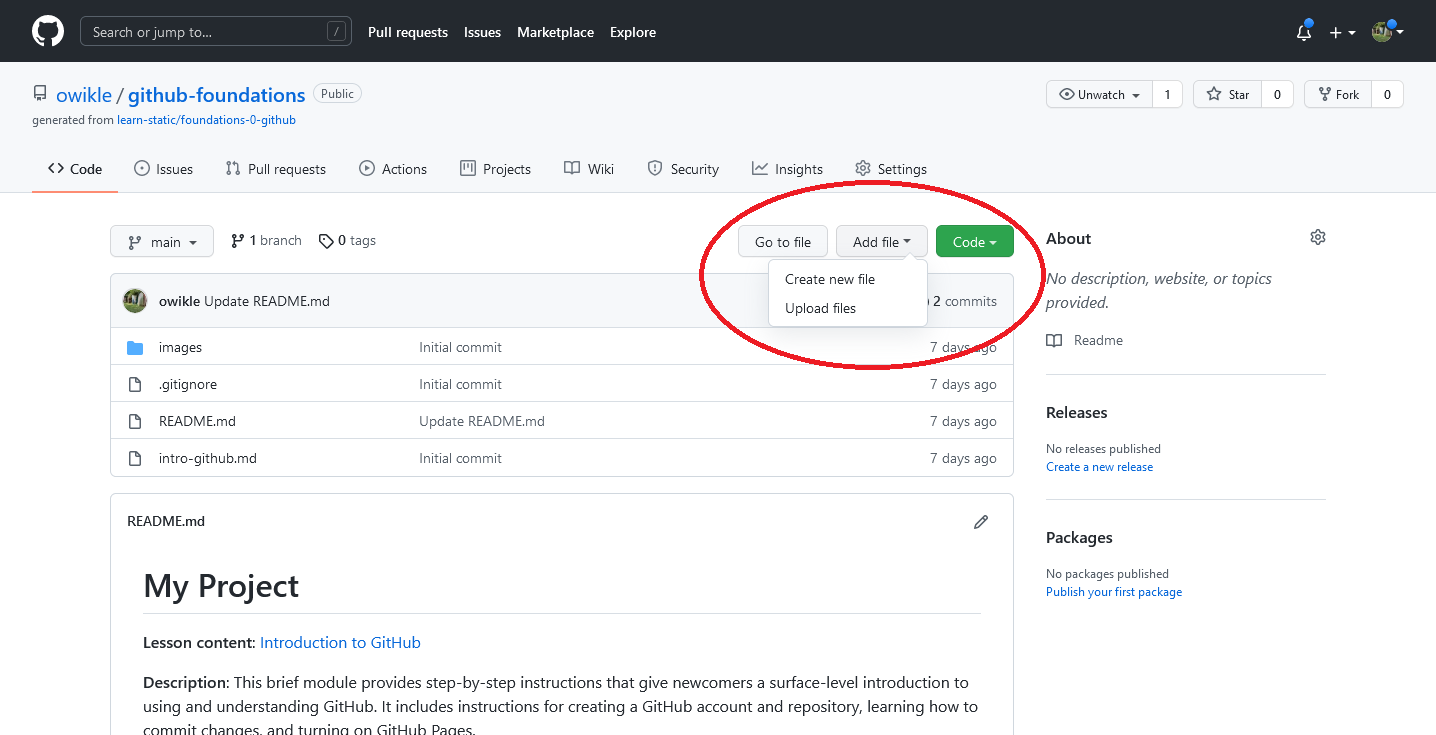 Search or jump to... /
Pull requests Issues Marketplace Explore
owikle / github-foundations Public
Unwatch 1 Star 0 Fork 0
generated from learn-static/foundations-0-github
Code Issues Pull requests Actions Projects Wiki Security Insights Settings
main 1 branch 0 tags Go to file Add file Code
Create new file
Upload files
owikle Update README.md 2 commits
images Initial commit 7 days ago
.gitignore Initial commit 7 days ago
README.md Update README.md 7 days ago
intro-github.md Initial commit 7 days ago
About
No description, website, or topics
provided.
Readme
Releases
No releases published
Create a new release
Packages
No packages published
Publish your first package
README.md
My Project
Lesson content: Introduction to GitHub
Description: This brief module provides step-by-step instructions that give newcomers a surface-level introduction to
using and understanding GitHub. It includes instructions for creating a GitHub account and repository, learning how to
commit changes, and turning on GitHub Pages.